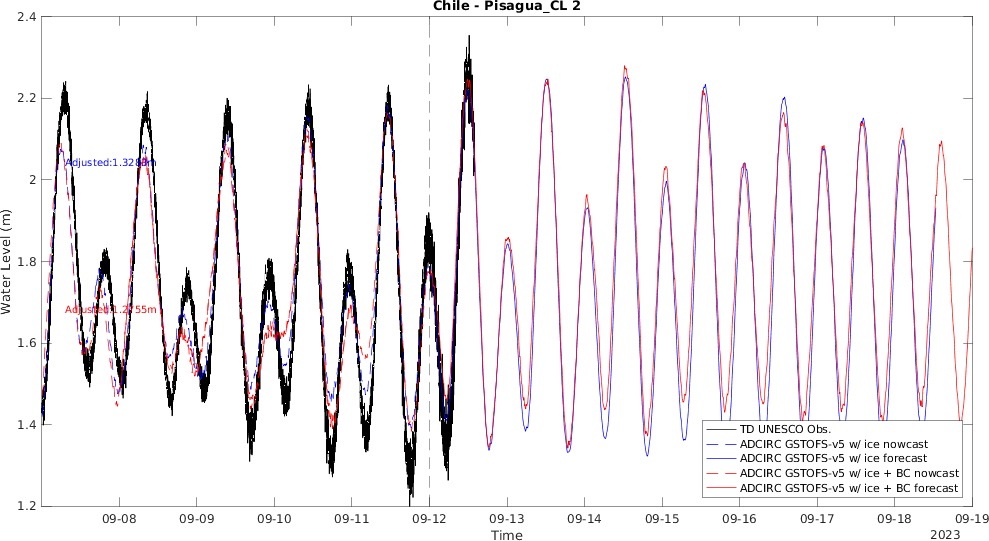 Chile - Pisagua_CL 2
2.4
2.2
2
1.8
1.6
1.4
1.2
Water Level (m)
Adjusted:1.3288m
Adjusted:1.2755m
TD UNESCO Obs.
ADCIRC GSTOFS-v5 w/ ice nowcast
ADCIRC GSTOFS-v5 w/ ice forecast
ADCIRC GSTOFS-v5 w/ ice + BC nowcast
ADCIRC GSTOFS-v5 w/ ice + BC forecast
09-08 09-09 09-10 09-11 09-12 09-13 09-14 09-15 09-16 09-17 09-18 09-19
Time
2023